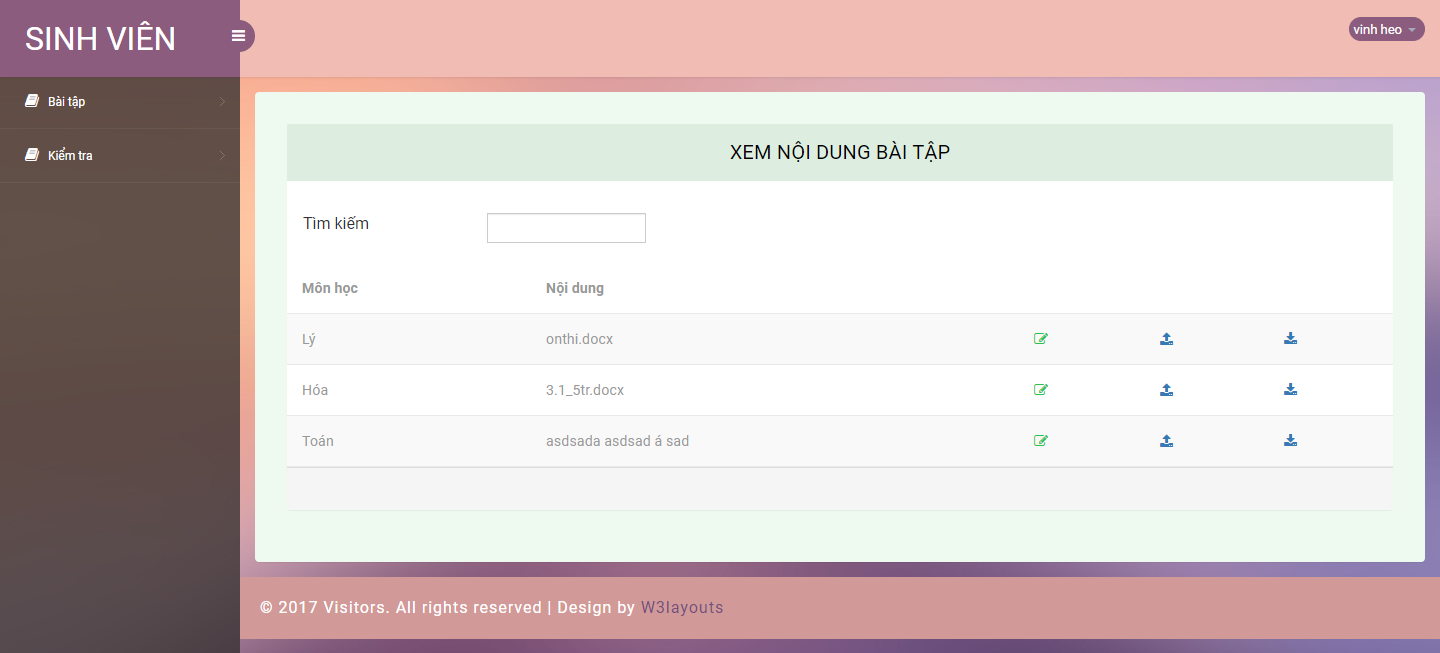 SINH VIÊN
vinh heo
Bài tập
Kiểm tra
XEM NỘI DUNG BÀI TẬP
Tìm kiếm
Môn học Nội dung
Lý onthi.docx
Hóa 3.1_5tr.docx
Toán asdsada asdsad á sad
© 2017 Visitors. All rights reserved | Design by W3layouts